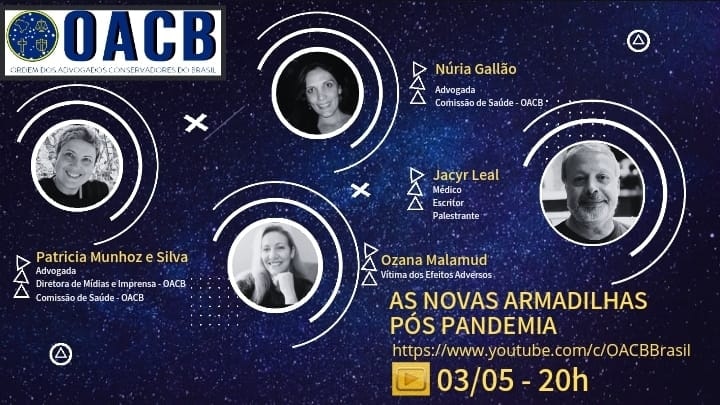 OACB
ORDEM DOS ADVOGADOS CONSERVADORES DO BRASIL
Núria Gallão
Advogada
Comissão de Saúde - OACB
Jacyr Leal
Médico
Escritor
Palestrante
Patricia Munhoz e Silva
Advogada
Diretora de Mídias e Imprensa - OACB
Comissão de Saúde - OACB
Ozana Malamud
Vítima dos Efeitos Adversos
AS NOVAS ARMADILHAS
PÓS PANDEMIA
https://www.youtube.com/c/OACBBrasil
03/05 - 20h